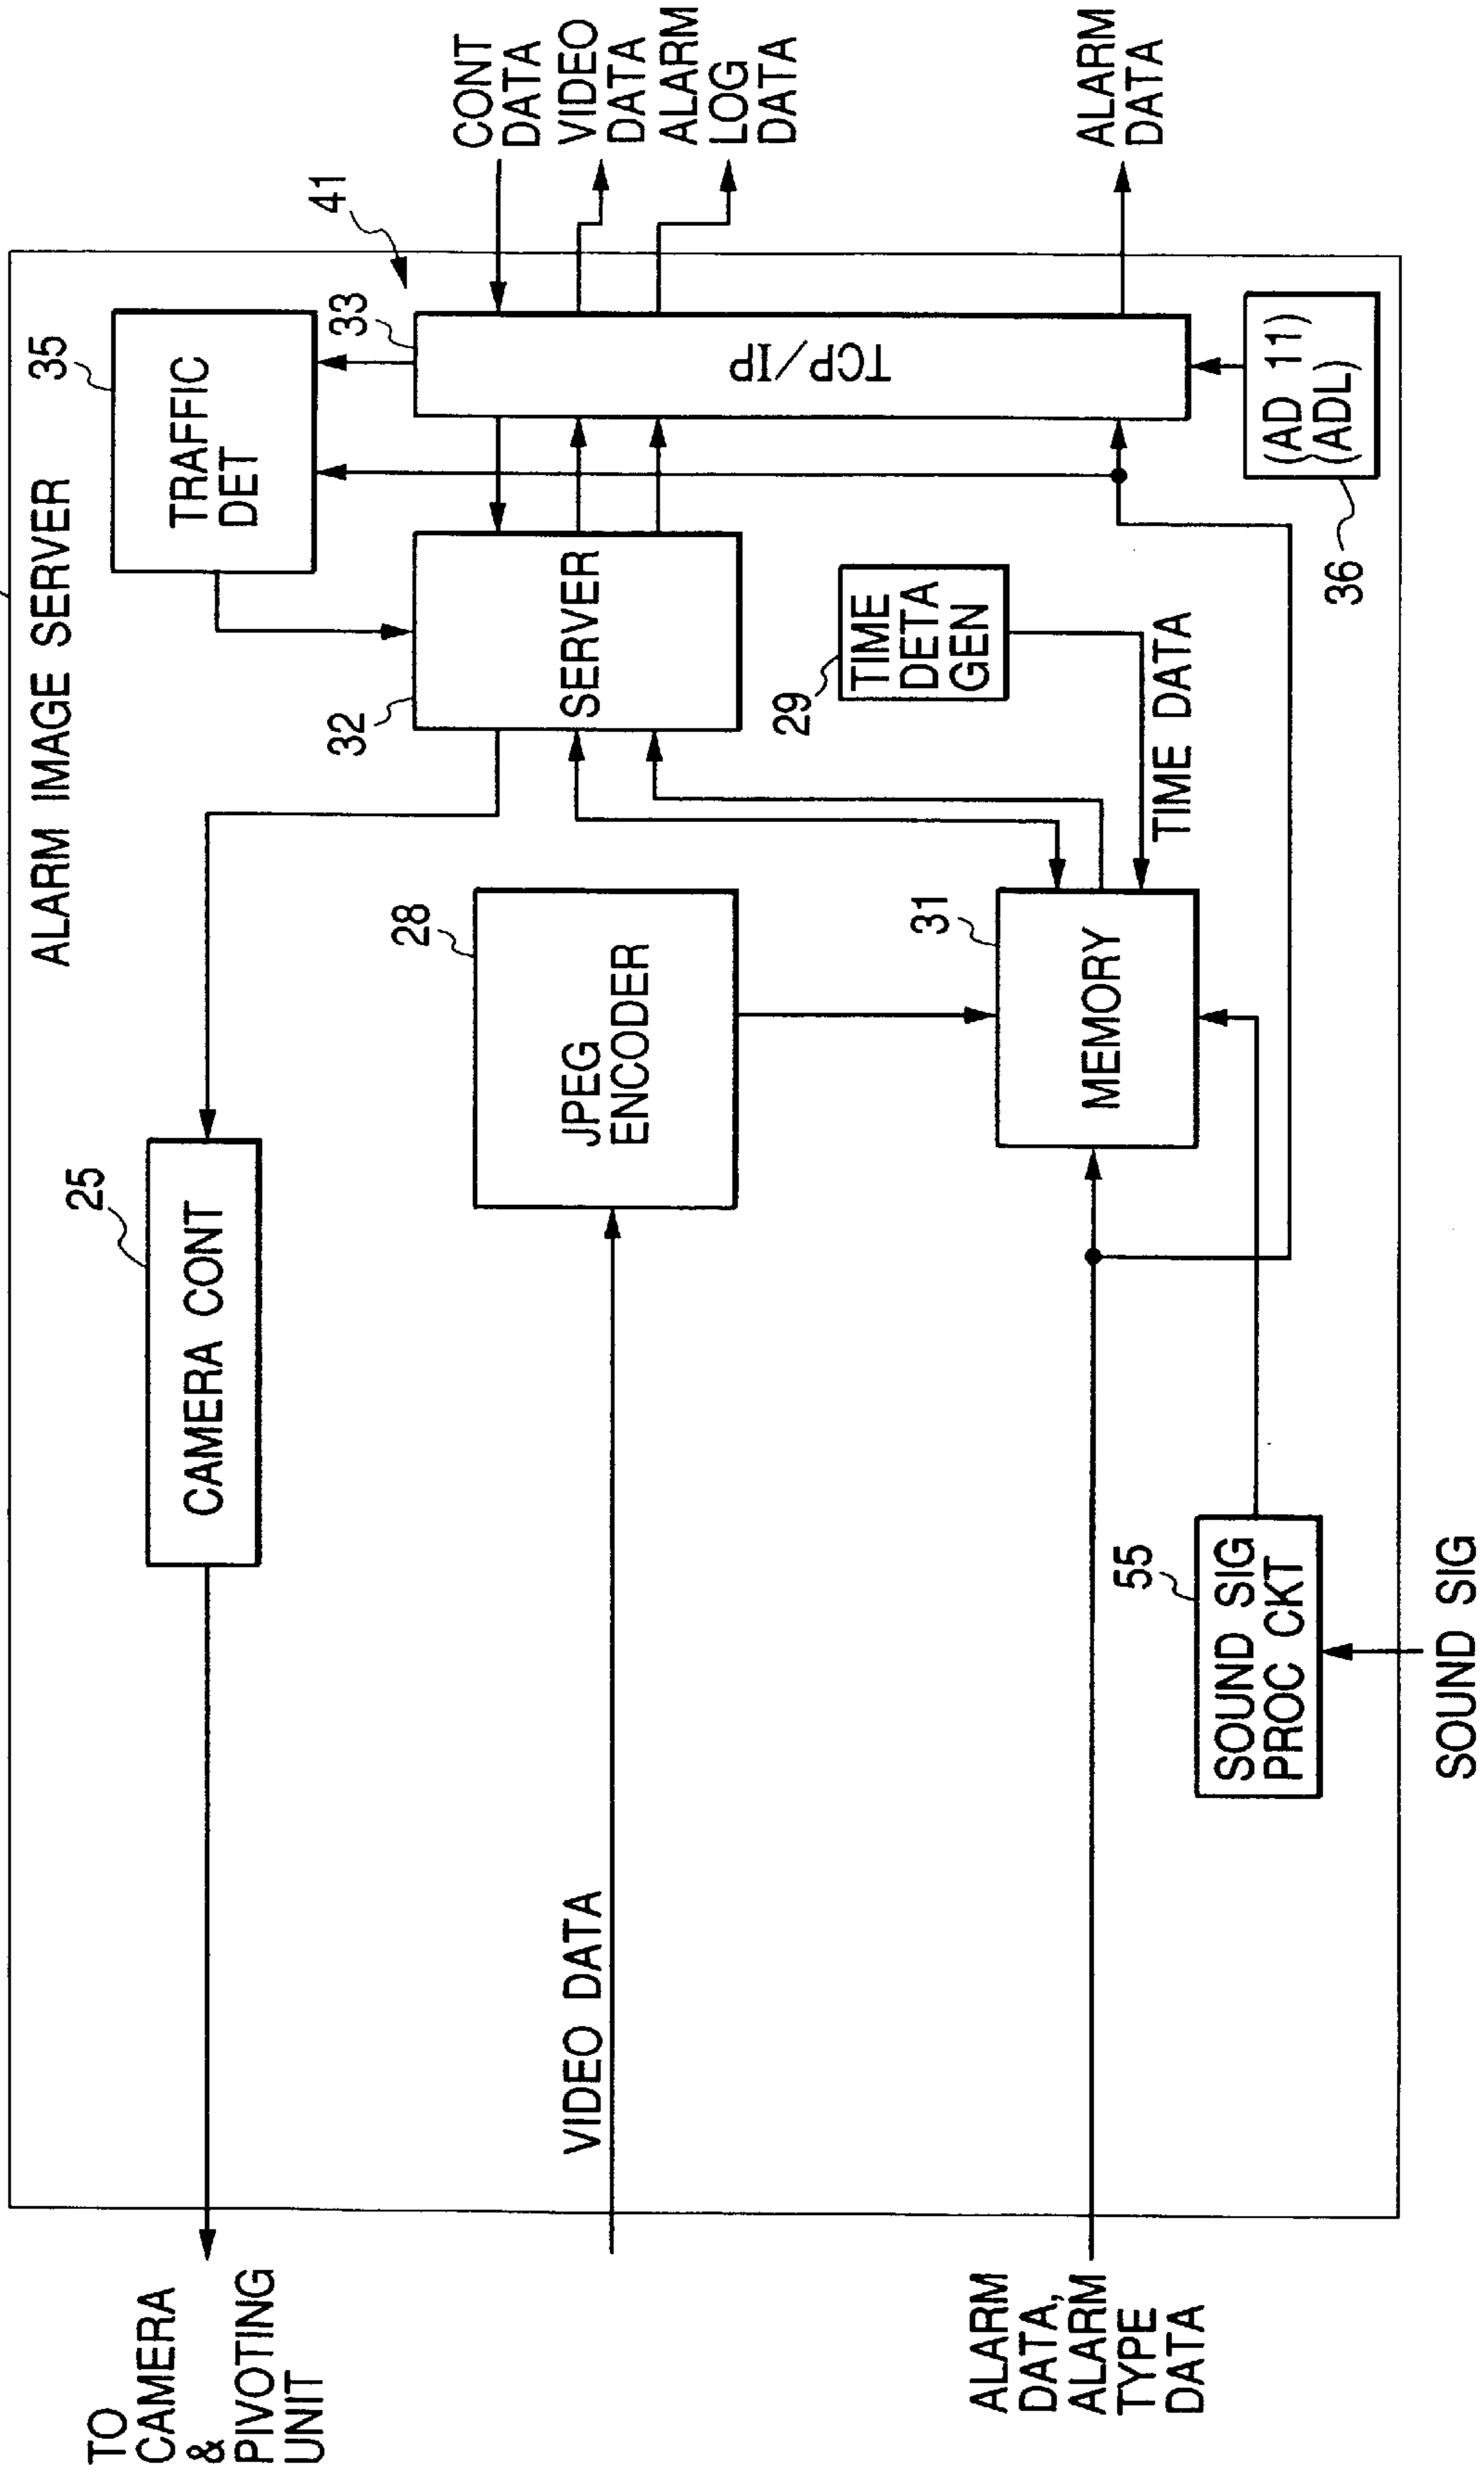 ALARM IMAGE SERVER
TO
CAMERA
& 
PIVOTING
UNIT
25
CAMERA CONT
35
TRAFFIC
DET
41
VIDEO DATA
28
JPEG
ENCODER
32
SERVER
33
TCP/IP
CONT
DATA
VIDEO
DATA
ALARM
LOG
DATA
29
TIME
DETA
GEN
TIME DATA
ALARM
DATA,
ALARM
TYPE
DATA
31
MEMORY
ALARM
DATA
55
SOUND SIG
PROC CKT
36
(AD 11)
(ADL)
SOUND SIG